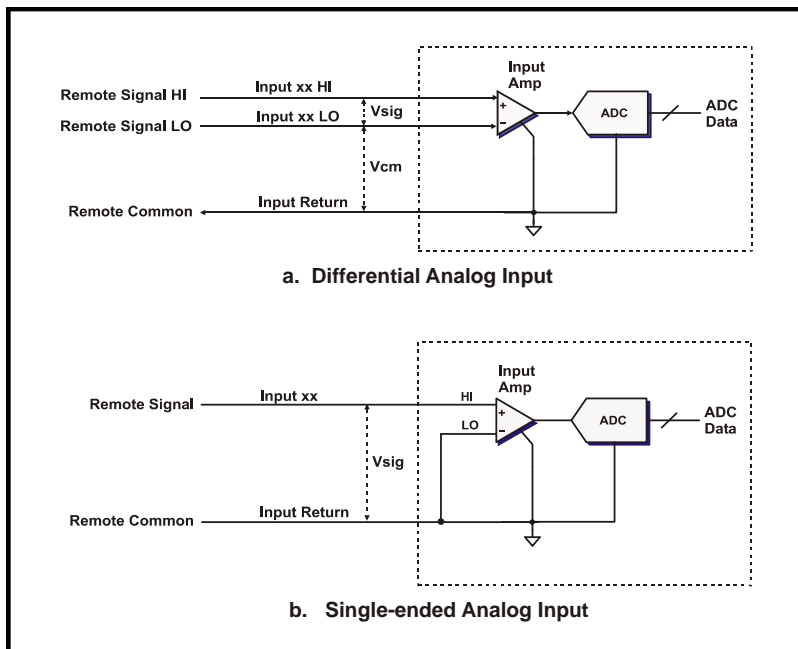 Input
Amp
Remote Signal HI
Input xx HI
Vsig
+
ADC
ADC
Data
Remote Signal LO
Input xx LO
−
Vcm
Remote Common
Input Return
a. Differential Analog Input
Input
Amp
Remote Signal
Input xx
HI
+
ADC
ADC
Data
LO
−
Vsig
Remote Common
Input Return
b. Single-ended Analog Input